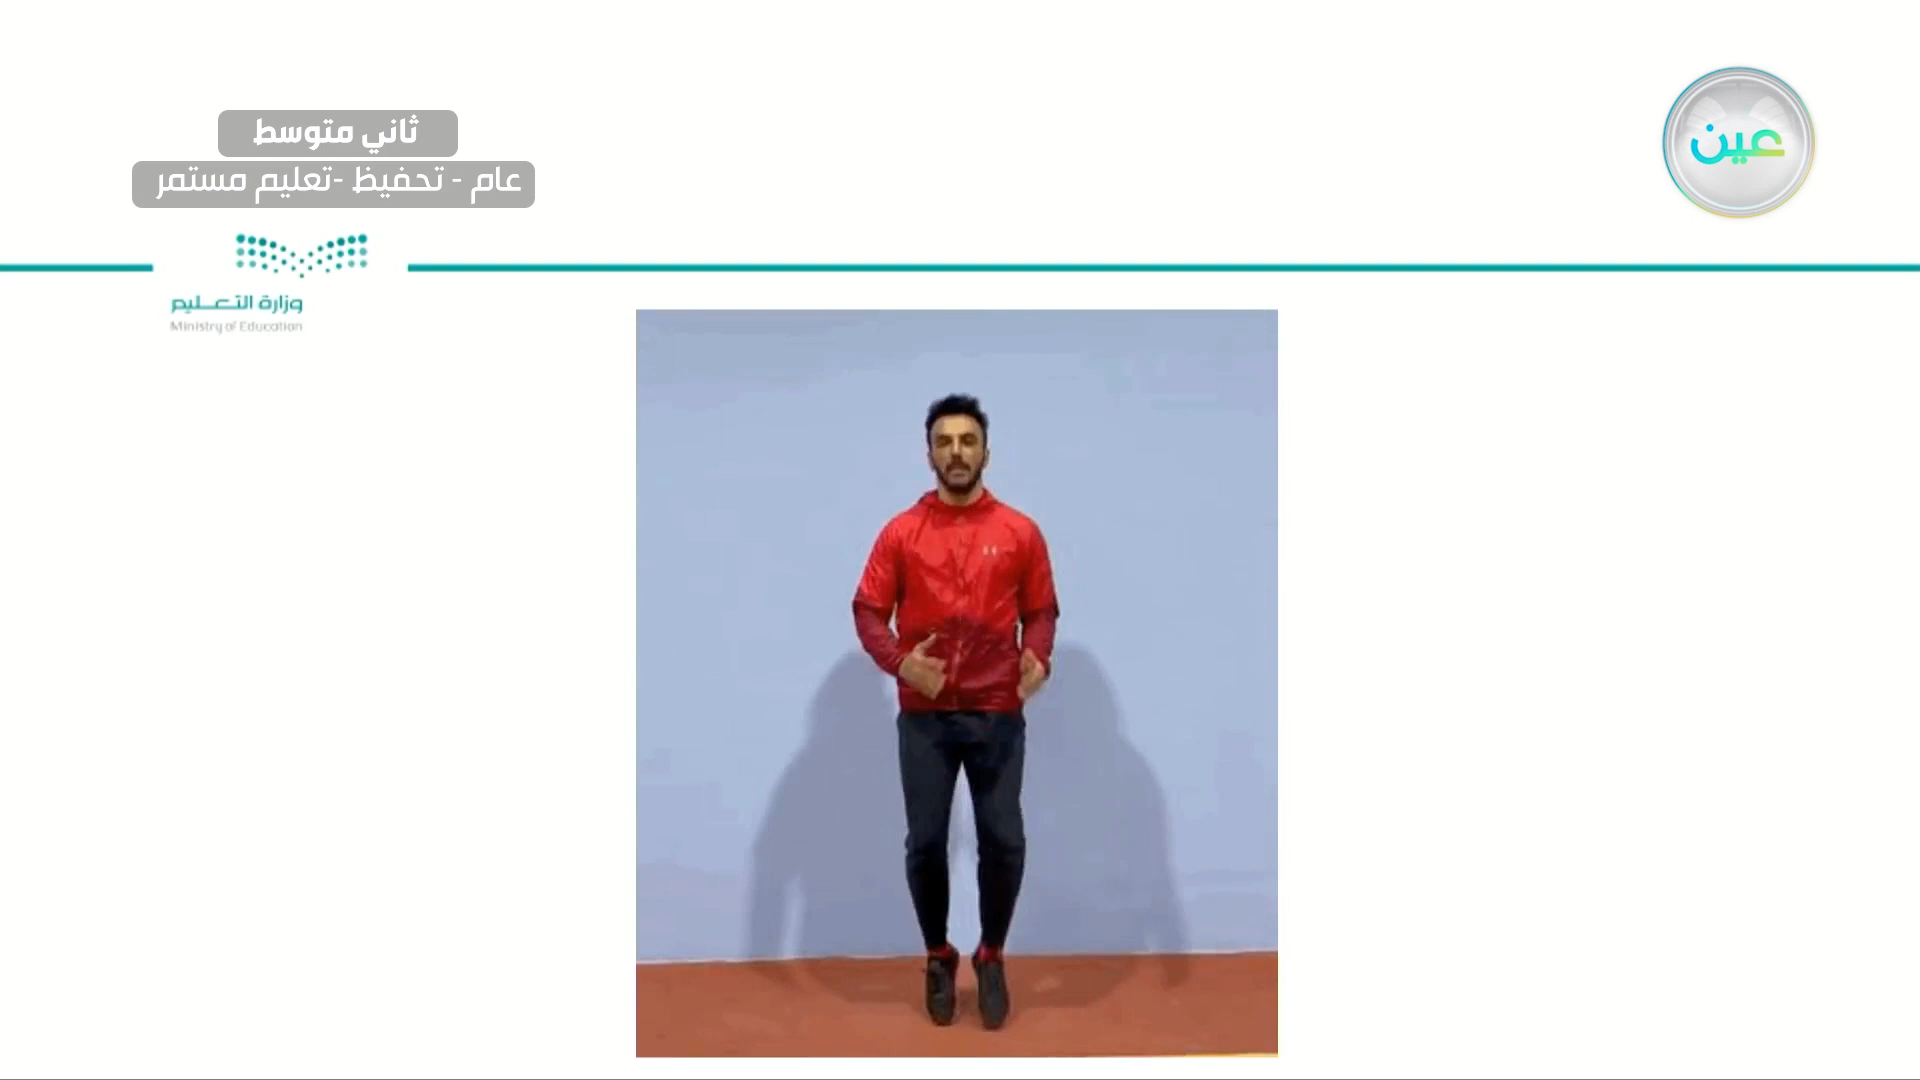 ثاني متوسط
عام - تحفيظ -تعليم مستمر
عين
وزارة التعليم
Ministry of Education